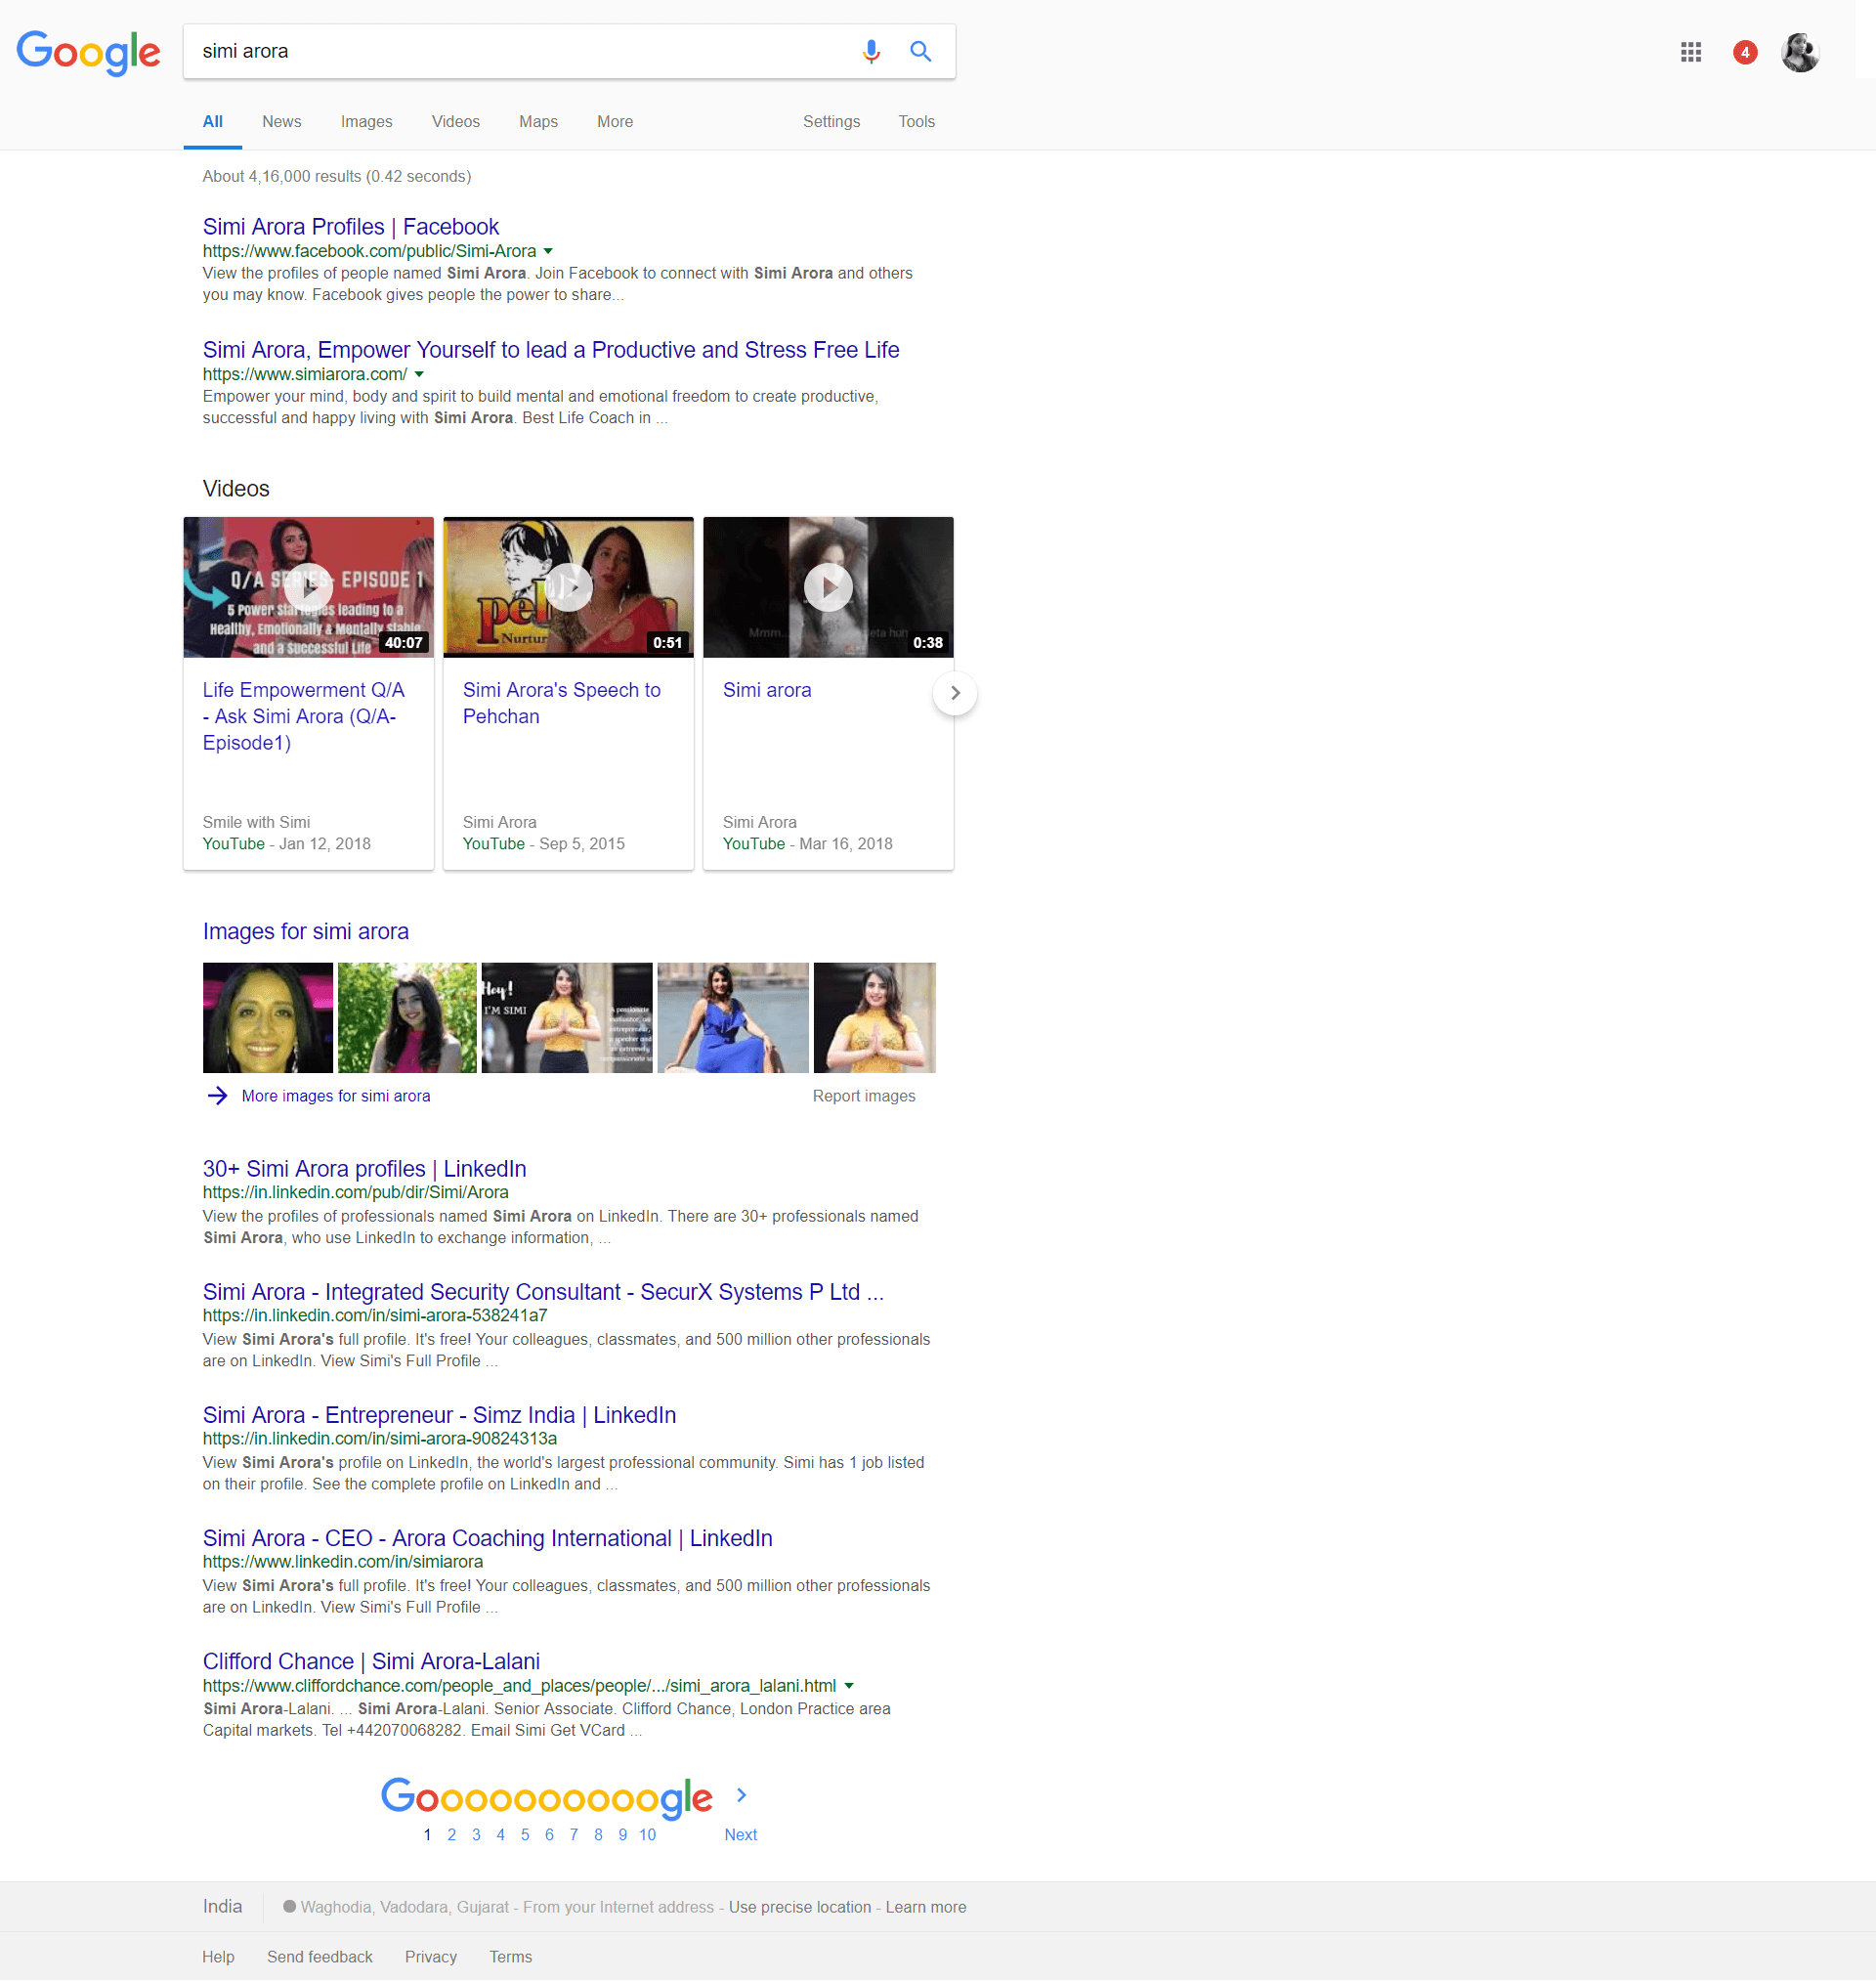 Google
simi arora
4
All News Images Videos Maps More Settings Tools
About 4,16,000 results (0.42 seconds)
Simi Arora Profiles | Facebook
https://www.facebook.com/public/Simi-Arora
View the profiles of people named Simi Arora. Join Facebook to connect with Simi Arora and others
you may know. Facebook gives people the power to share...
Simi Arora, Empower Yourself to lead a Productive and Stress Free Life
https://www.simiarora.com/
Empower your mind, body and spirit to build mental and emotional freedom to create productive,
successful and happy living with Simi Arora. Best Life Coach in ...
Videos
Q/A SERIES- EPISODE 1
5 Power Startegies leading to a
Healthy, Emotionally & Mentally Stable
and a Successful Life
40:07
Nurtur
0:51
Mmm...
0:38
Life Empowerment Q/A
- Ask Simi Arora (Q/A-
Episode1)
Smile with Simi
YouTube - Jan 12, 2018
Simi Arora's Speech to
Pehchan
Simi Arora
YouTube - Sep 5, 2015
Simi arora
Simi Arora
YouTube - Mar 16, 2018
Images for simi arora
Hey!
I'M SIMI
A passionate
More images for simi arora Report images
30+ Simi Arora profiles | LinkedIn
https://in.linkedin.com/pub/dir/Simi/Arora
View the profiles of professionals named Simi Arora on LinkedIn. There are 30+ professionals named
Simi Arora, who use LinkedIn to exchange information, ...
Simi Arora - Integrated Security Consultant - SecurX Systems P Ltd ...
https://in.linkedin.com/in/simi-arora-538241a7
View Simi Arora's full profile. It's free! Your colleagues, classmates, and 500 million other professionals
are on LinkedIn. View Simi's Full Profile ...
Simi Arora - Entrepreneur - Simz India | LinkedIn
https://in.linkedin.com/in/simi-arora-90824313a
View Simi Arora's profile on LinkedIn, the world's largest professional community. Simi has 1 job listed
on their profile. See the complete profile on LinkedIn and ...
Simi Arora - CEO - Arora Coaching International | LinkedIn
https://www.linkedin.com/in/simiarora
View Simi Arora's full profile. It's free! Your colleagues, classmates, and 500 million other professionals
are on LinkedIn. View Simi's Full Profile ...
Clifford Chance | Simi Arora-Lalani
https://www.cliffordchance.com/people_and_places/people/.../simi_arora_lalani.html
Simi Arora-Lalani. ... Simi Arora-Lalani. Senior Associate. Clifford Chance, London Practice area
Capital markets. Tel +442070068282. Email Simi Get VCard ...
Goooooooooogle
1 2 3 4 5 6 7 8 9 10 Next
India Waghodia, Vadodara, Gujarat - From your Internet address - Use precise location - Learn more
Help Send feedback Privacy Terms